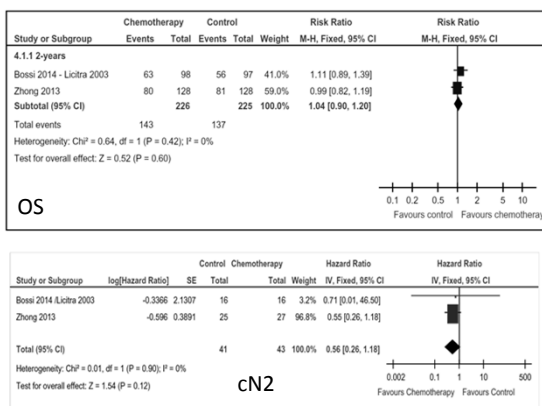 Chemotherapy Control Risk Ratio Risk Ratio
Study or Subgroup Events Total Events Total Weight M-H, Fixed, 95% CI M-H, Fixed, 95% CI
4.1.1 2-years
Bossi 2014 - Licitra 2003 63 98 56 97 41.0% 1.11 [0.89, 1.39]
Zhong 2013 80 128 81 128 59.0% 0.99 [0.82, 1.19]
Subtotal (95% CI) 226 225 100.0% 1.04 [0.90, 1.20]
Total events 143 137
Heterogeneity: Chi² = 0.64, df = 1 (P = 0.42); I² = 0%
Test for overall effect: Z = 0.52 (P = 0.60)
0.1 0.2 0.5 1 2 5 10
Favours control Favours chemotheray
OS
Control Chemotherapy Hazard Ratio Hazard Ratio
Study or Subgroup log[Hazard Ratio] SE Total Total Weight IV, Fixed, 95% CI IV, Fixed, 95% CI
Bossi 2014 /Licitra 2003 -0.3366 2.1307 16 16 3.2% 0.71 [0.01, 46.50]
Zhong 2013 -0.596 0.3891 25 27 96.8% 0.55 [0.26, 1.18]
Total (95% CI) 41 43 100.0% 0.56 [0.26, 1.18]
Heterogeneity: Chi² = 0.01, df = 1 (P = 0.90); I² = 0%
Test for overall effect: Z = 1.54 (P = 0.12)
0.002 0.1 1 10 500
Favours Chemotherapy Favours Control
cN2